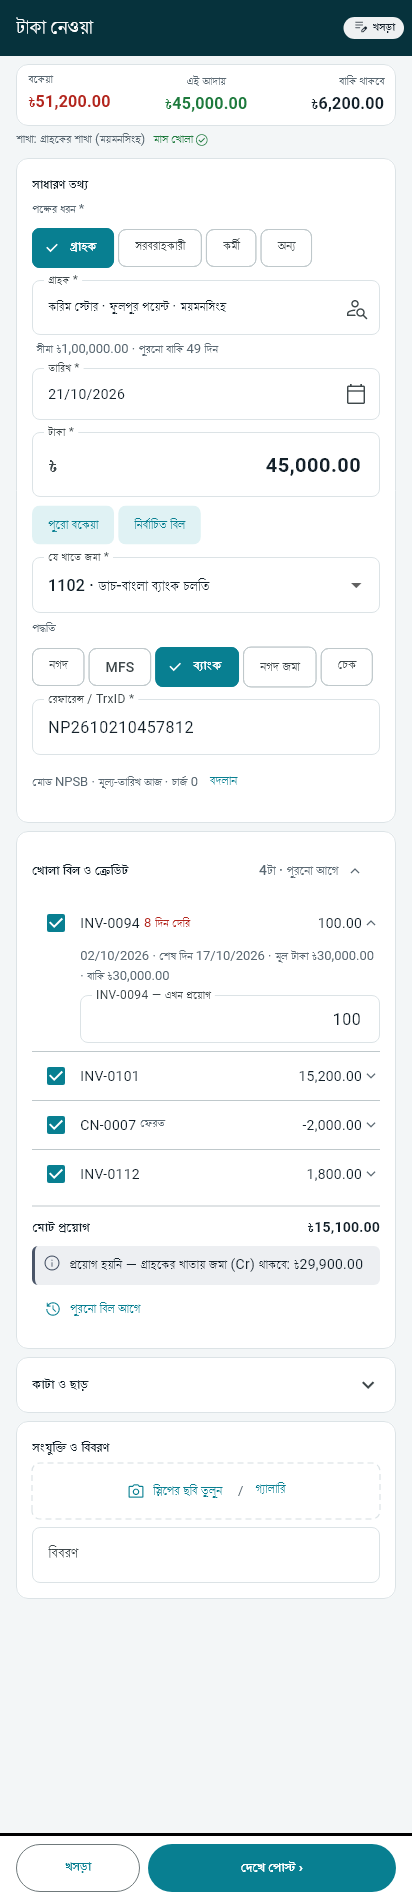 টাকা নেওয়া
খসড়া
বকেয়া এই আদায় বাকি থাকবে
৳51,200.00 ৳45,000.00 ৳6,200.00
শাখা: গ্রাহকের শাখা (ময়মনসিংহ) মাস খোলা
সাধারণ তথ্য
পক্ষের ধরন *
গ্রাহক সরবরাহকারী কর্মী অন্য
গ্রাহক *
করিম স্টোর · ফুলপুর পয়েন্ট · ময়মনসিংহ
সীমা ৳1,00,000.00 · পুরনো বাকি 49 দিন
তারিখ *
21/10/2026
টাকা *
৳ 45,000.00
পুরো বকেয়া নির্বাচিত বিল
যে খাতে জমা *
1102 · ডাচ-বাংলা ব্যাংক চলতি
পদ্ধতি
নগদ MFS ব্যাংক নগদ জমা চেক
রেফারেন্স / TrxID *
NP2610210457812
মোড NPSB · মূল্য-তারিখ আজ · চার্জ 0 বদলান
খোলা বিল ও ক্রেডিট 4টা · পুরনো আগে
INV-0094 8 দিন দেরি 100.00
02/10/2026 · শেষ দিন 17/10/2026 · মূল টাকা ৳30,000.00
· বাকি ৳30,000.00
INV-0094 — এখন প্রয়োগ
100
INV-0101 15,200.00
CN-0007 ফেরত -2,000.00
INV-0112 1,800.00
মোট প্রয়োগ ৳15,100.00
প্রয়োগ হয়নি — গ্রাহকের খাতায় জমা (Cr) থাকবে: ৳29,900.00
পুরনো বিল আগে
কাটা ও ছাড়
সংযুক্তি ও বিবরণ
স্লিপের ছবি তুলুন / গ্যালারি
বিবরণ
খসড়া দেখে পোস্ট ›